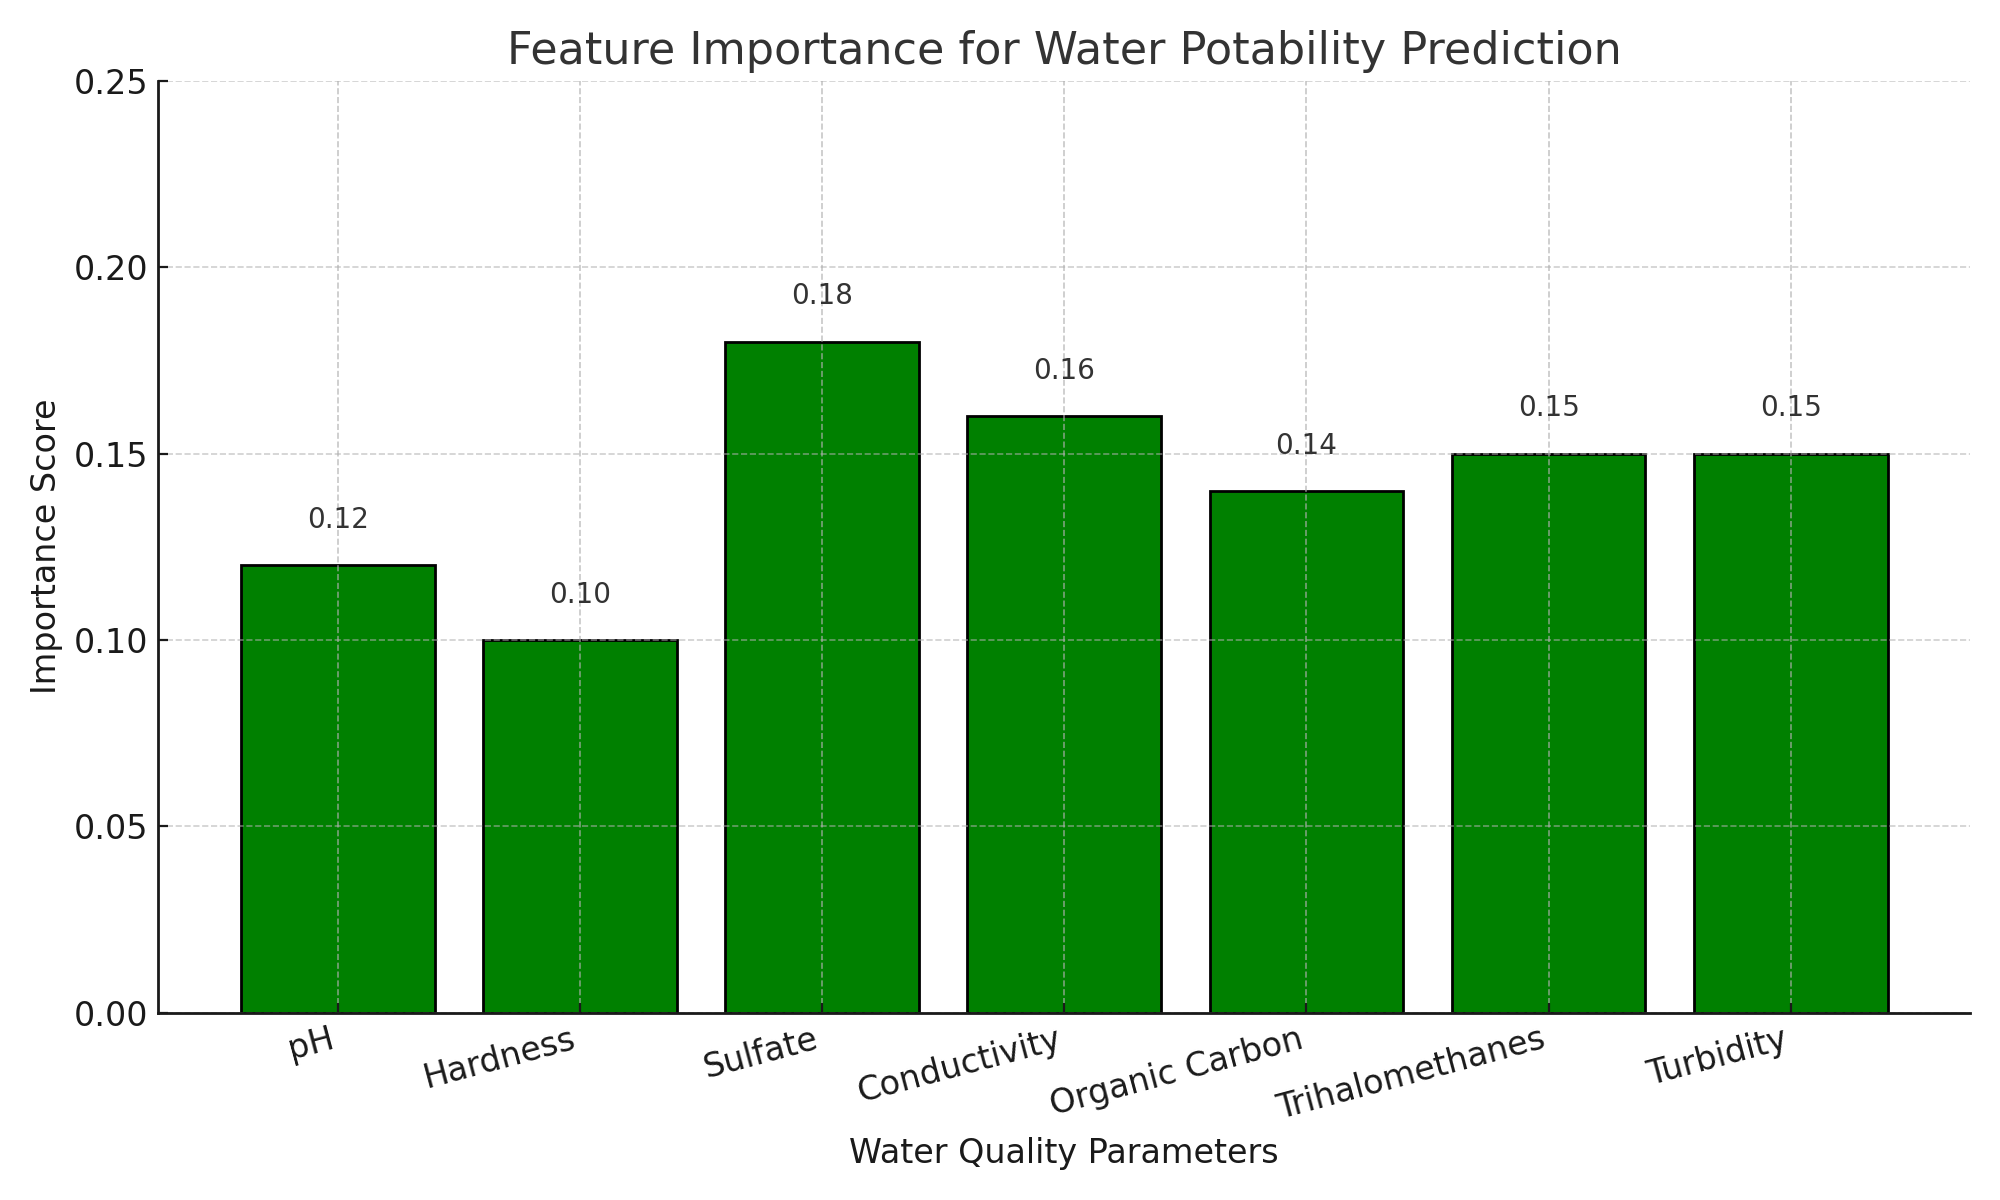 Feature Importance for Water Potability Prediction
0.25
0.20
0.15
0.10
0.05
0.00
Importance Score
0.12
0.10
0.18
0.16
0.14
0.15
0.15
pH
Hardness
Sulfate
Conductivity
Organic Carbon
Trihalomethanes
Turbidity
Water Quality Parameters